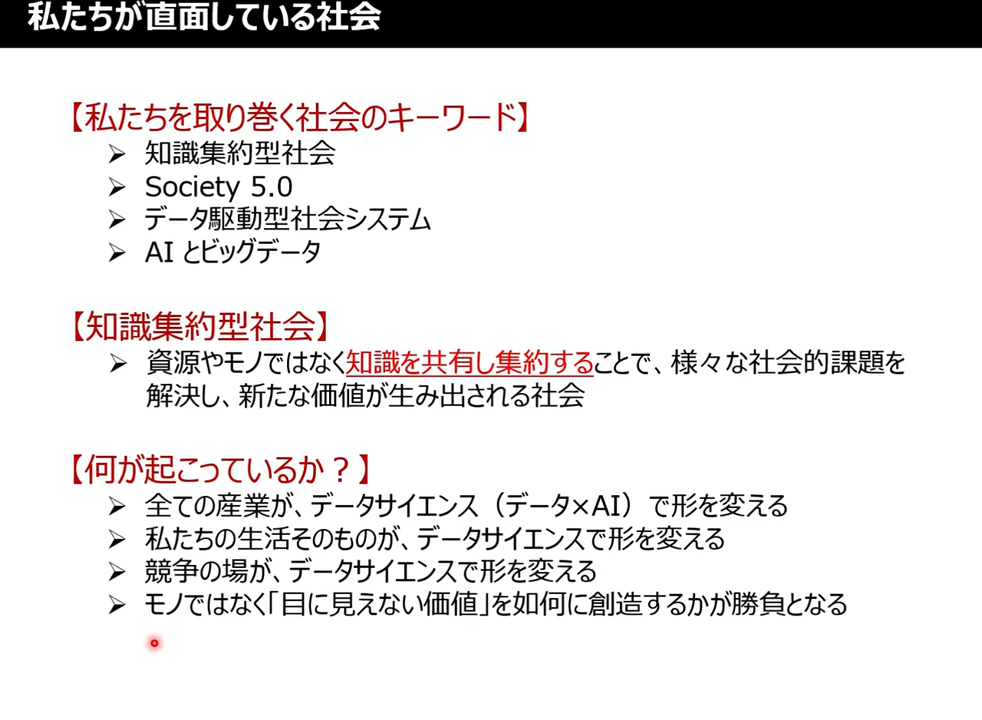 私たちが直面している社会
【私たちを取り巻く社会のキーワード】
➢ 知識集約型社会
➢ Society 5.0
➢ データ駆動型社会システム
➢ AI とビッグデータ
【知識集約型社会】
➢ 資源やモノではなく知識を共有し集約することで、様々な社会的課題を
解決し、新たな価値が生み出される社会
【何が起こっているか？】
➢ 全ての産業が、データサイエンス（データ×AI）で形を変える
➢ 私たちの生活そのものが、データサイエンスで形を変える
➢ 競争の場が、データサイエンスで形を変える
➢ モノではなく「目に見えない価値」を如何に創造するかが勝負となる